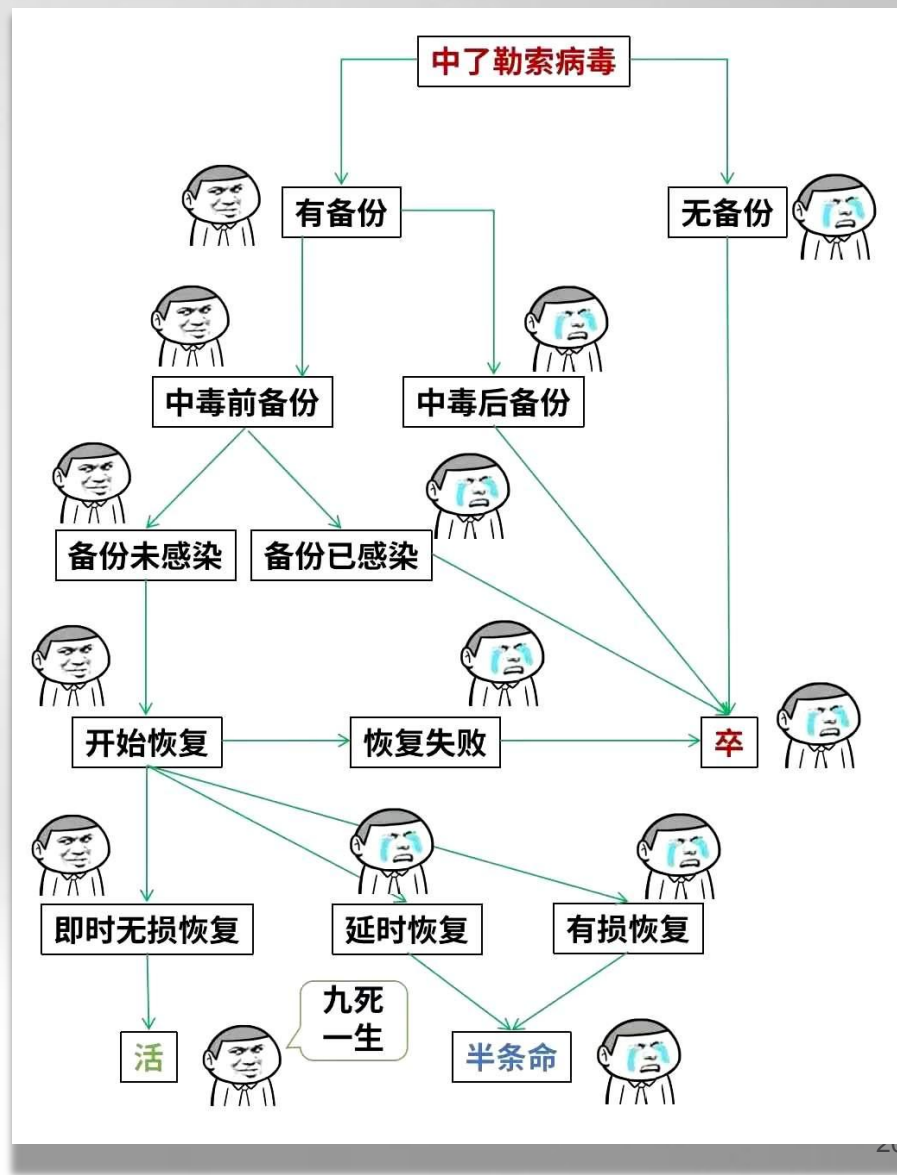 中了勒索病毒
有备份
无备份
中毒前备份
中毒后备份
备份未感染
备份已感染
开始恢复
恢复失败
卒
即时无损恢复
延时恢复
有损恢复
九死
一生
活
半条命